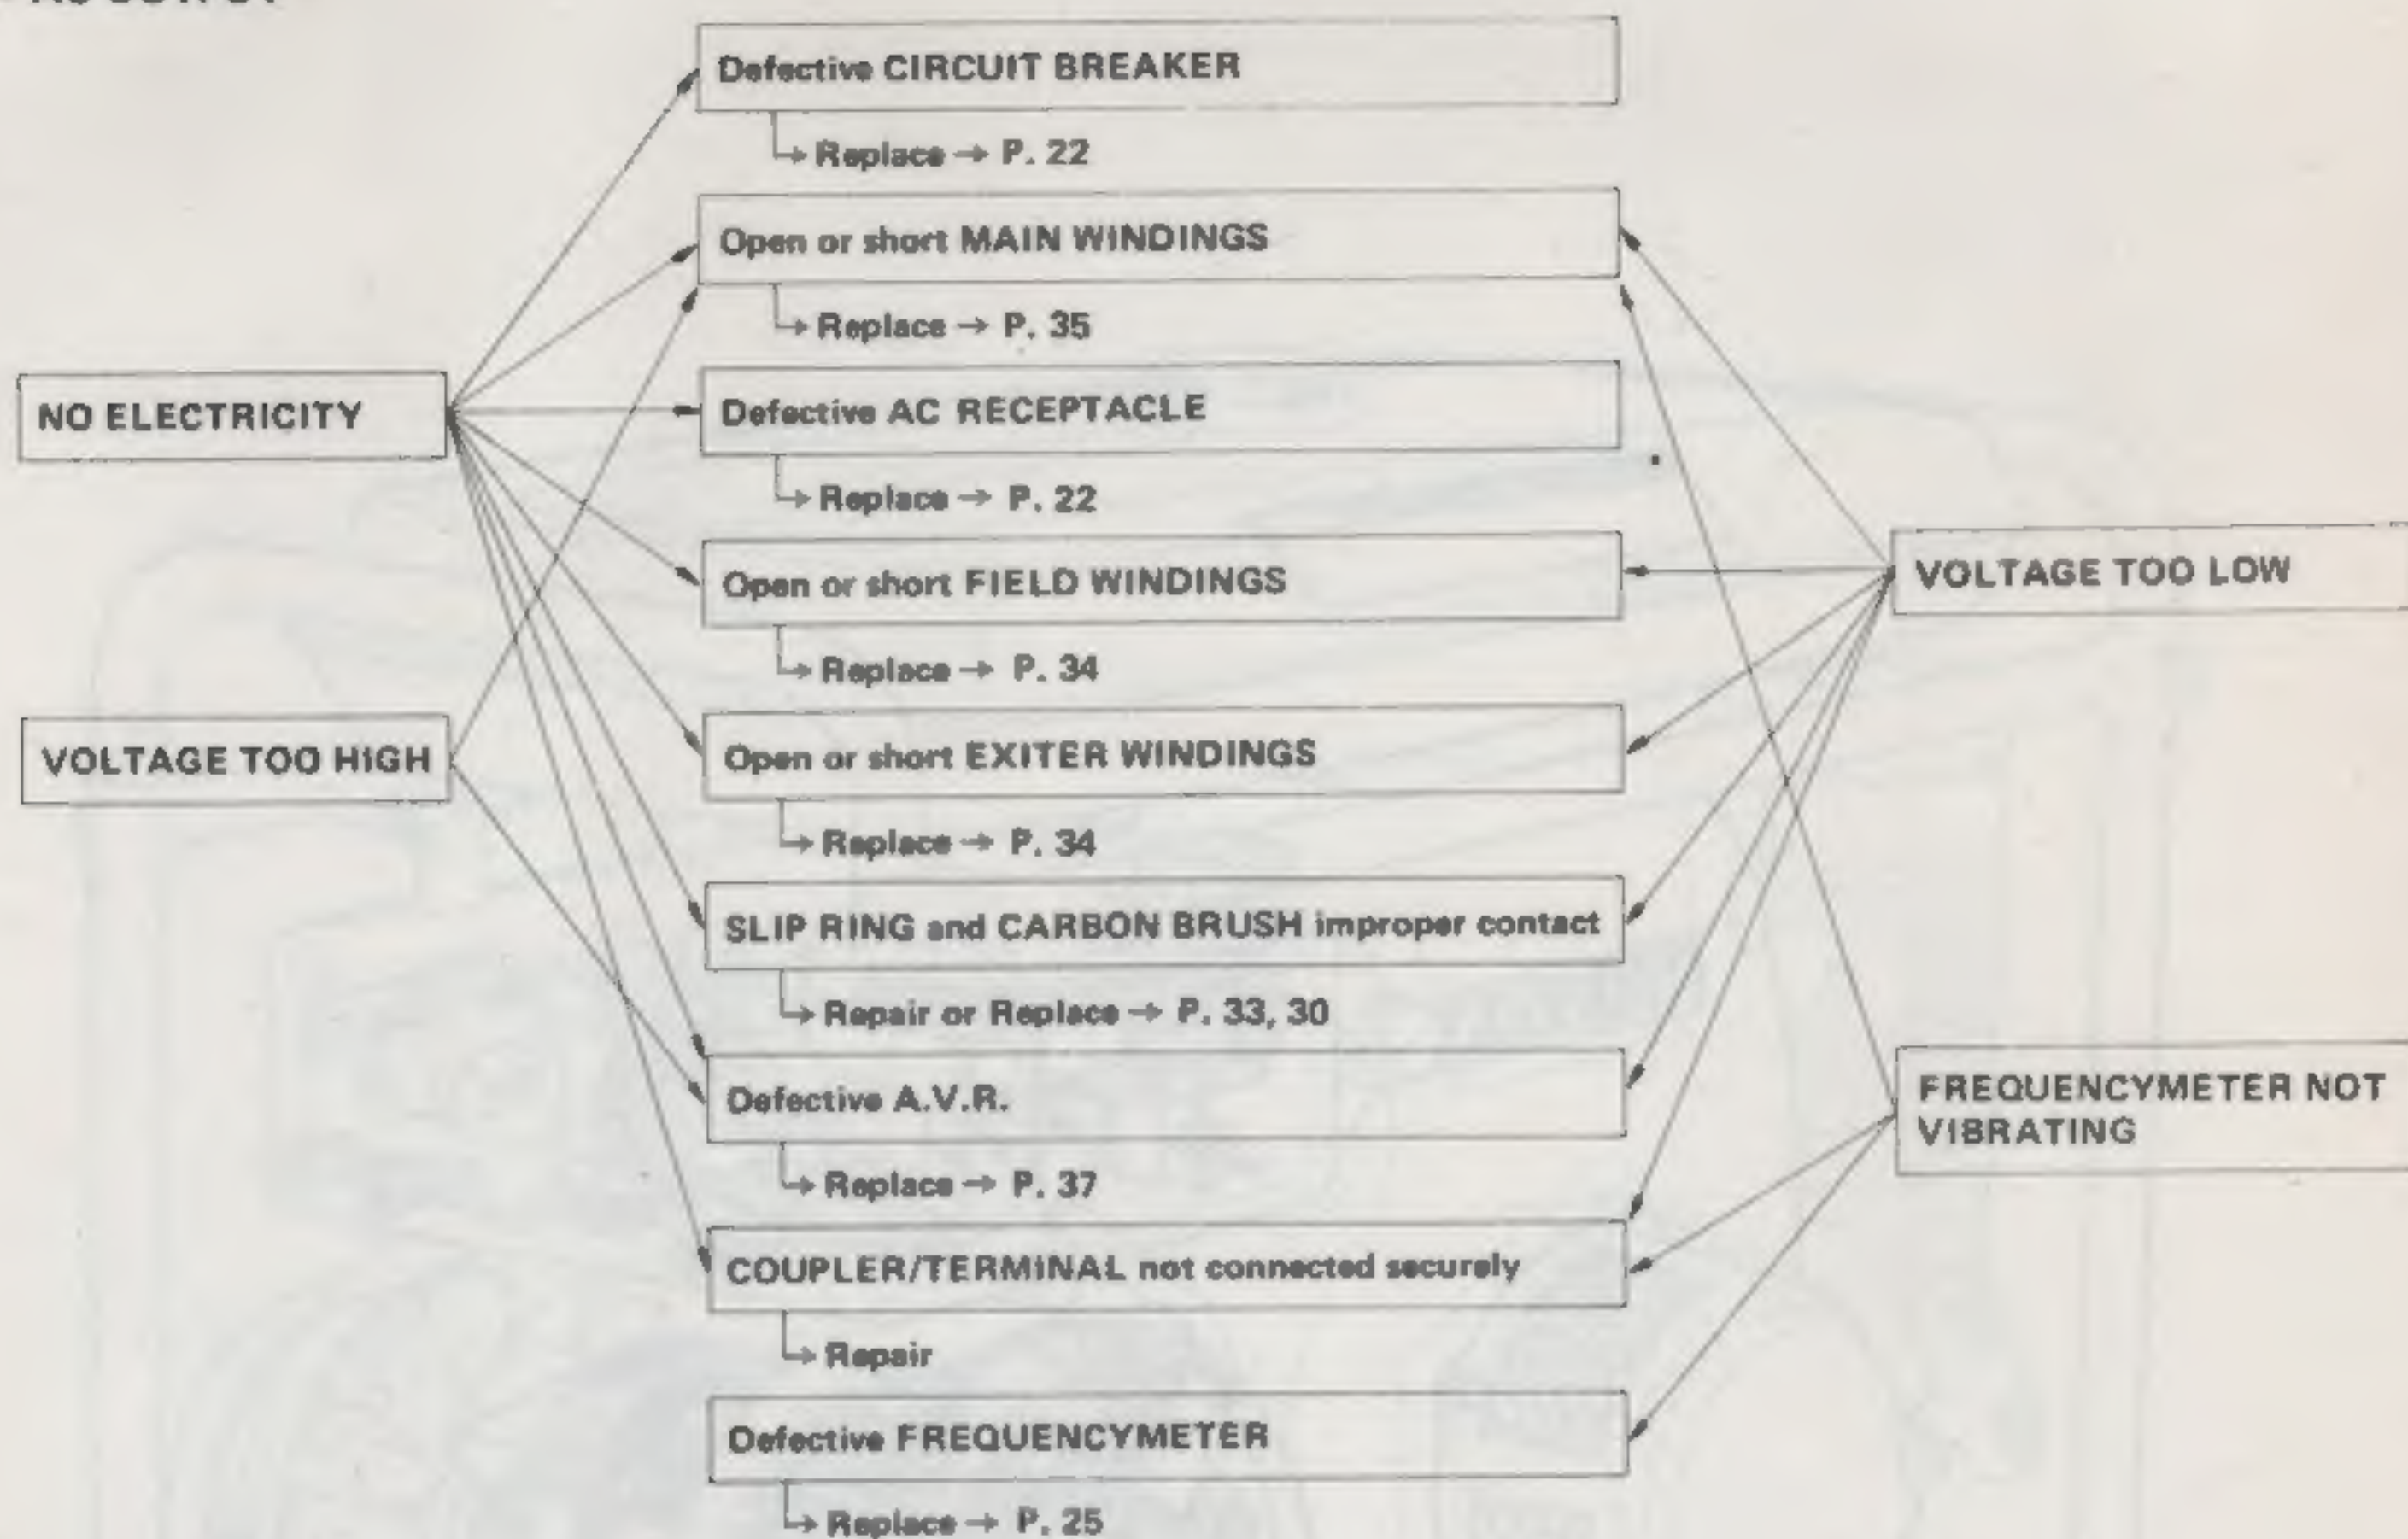 Defective CIRCUIT BREAKER
Replace → P. 22
Open or short MAIN WINDINGS
Replace → P. 35
NO ELECTRICITY
Defective AC RECEPTACLE
Replace → P. 22
Open or short FIELD WINDINGS
VOLTAGE TOO LOW
Replace → P. 34
VOLTAGE TOO HIGH
Open or short EXITER WINDINGS
Replace → P. 34
SLIP RING and CARBON BRUSH improper contact
Repair or Replace → P. 33, 30
Defective A.V.R.
FREQUENCYMETER NOT
VIBRATING
Replace → P. 37
COUPLER/TERMINAL not connected securely
Repair
Defective FREQUENCYMETER
Replace → P. 25